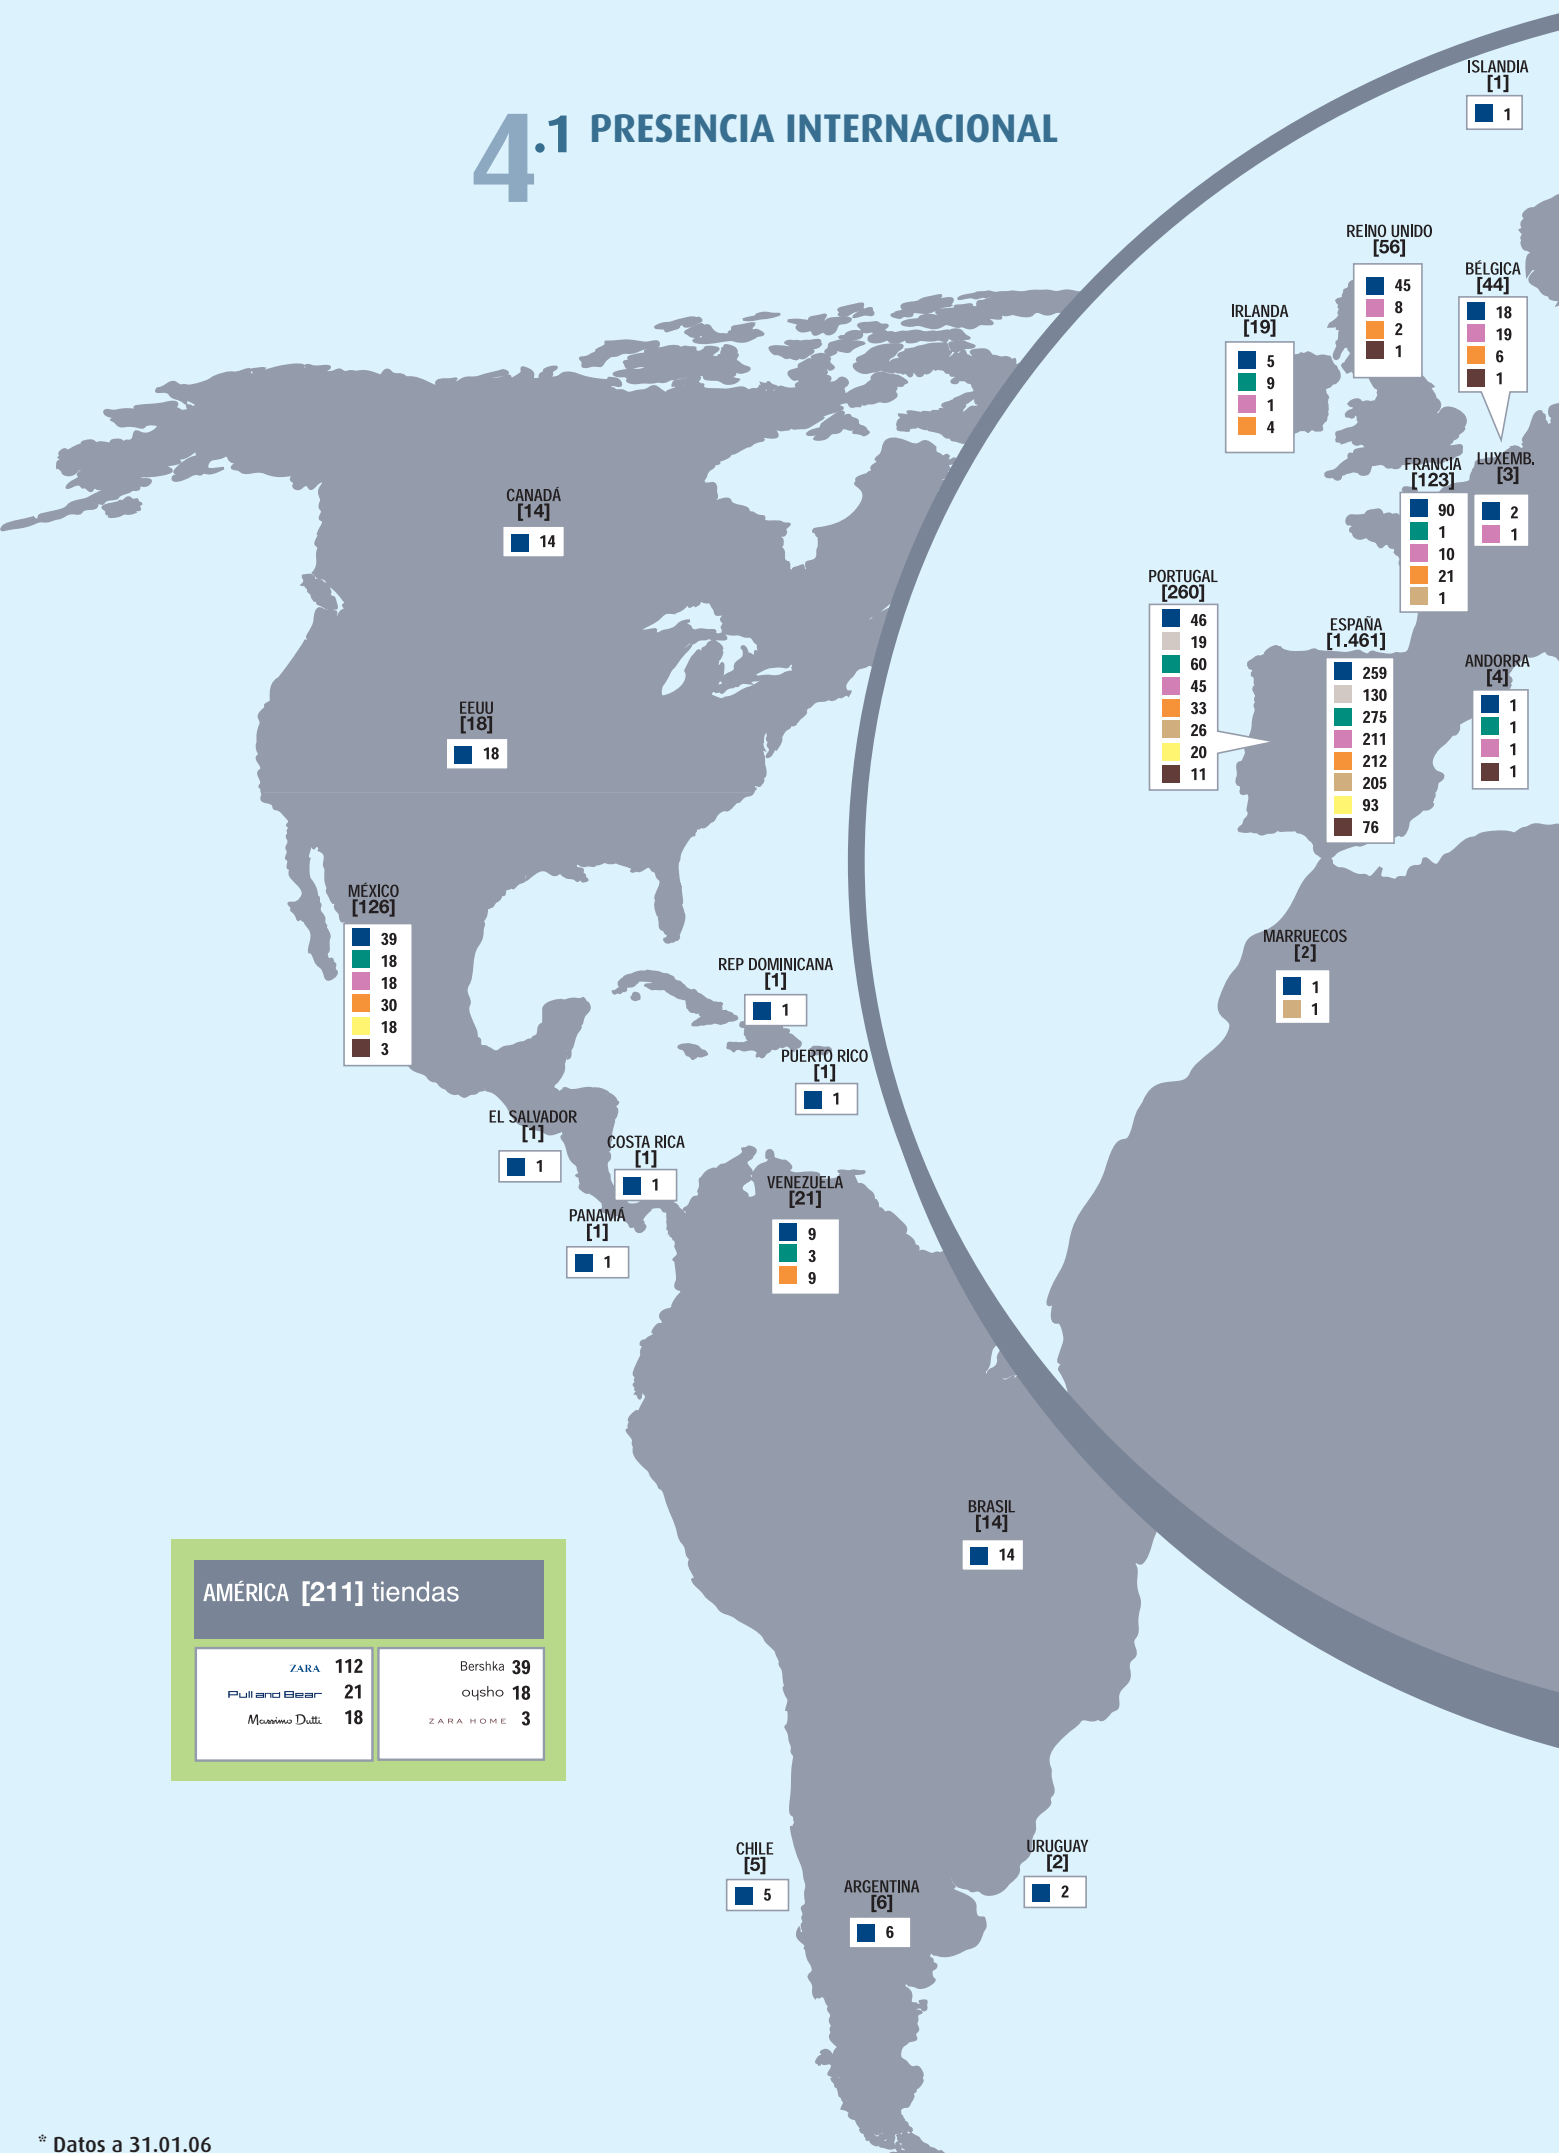 4.1 PRESENCIA INTERNACIONAL
ISLANDIA
[1]
1
REINO UNIDO
[56]
45
8
2
1
BÉLGICA
[44]
18
19
6
1
IRLANDA
[19]
5
9
1
4
FRANCIA
[123]
90
1
10
21
1
LUXEMB.
[3]
2
1
CANADÁ
[14]
14
PORTUGAL
[260]
46
19
60
45
33
26
20
11
ESPAÑA
[1.461]
259
130
275
211
212
205
93
76
ANDORRA
[4]
1
1
1
1
EEUU
[18]
18
MÉXICO
[126]
39
18
18
30
18
3
MARRUECOS
[2]
1
1
REP DOMINICANA
[1]
1
PUERTO RICO
[1]
1
EL SALVADOR
[1]
1
COSTA RICA
[1]
1
PANAMÁ
[1]
1
VENEZUELA
[21]
9
3
9
BRASIL
[14]
14
AMÉRICA [211] tiendas
ZARA 112
Pull and Bear 21
Massimo Dutti 18
Bershka 39
oysho 18
ZARA HOME 3
CHILE
[5]
5
ARGENTINA
[6]
6
URUGUAY
[2]
2
* Datos a 31.01.06